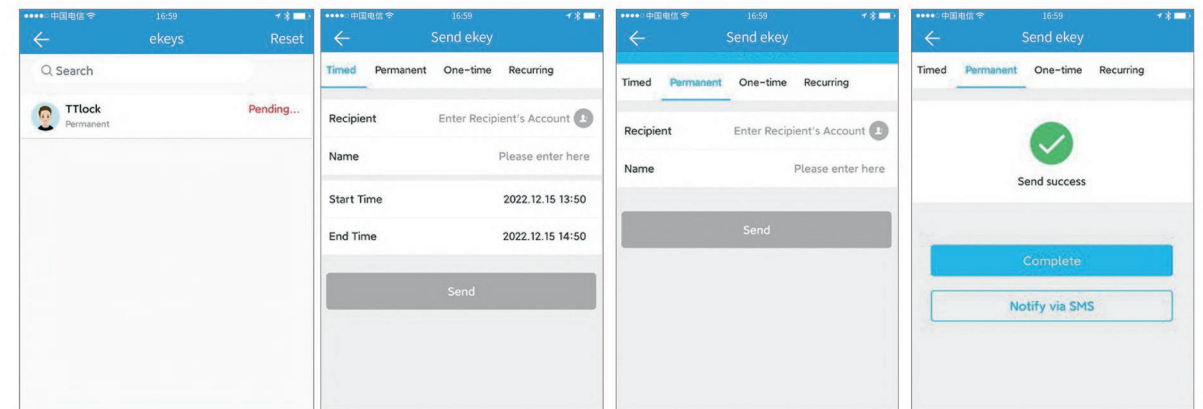 中国电信 16:59
ekeys Reset
Search
TTlock Pending...
Permanent
中国电信 16:59
Send ekey
Timed Permanent One-time Recurring
Recipient Enter Recipient's Account
Name Please enter here
Start Time 2022.12.15 13:50
End Time 2022.12.15 14:50
Send
中国电信 16:59
Send ekey
Timed Permanent One-time Recurring
Recipient Enter Recipient's Account
Name Please enter here
Send
中国电信 16:59
Send ekey
Timed Permanent One-time Recurring
Send success
Complete
Notify via SMS